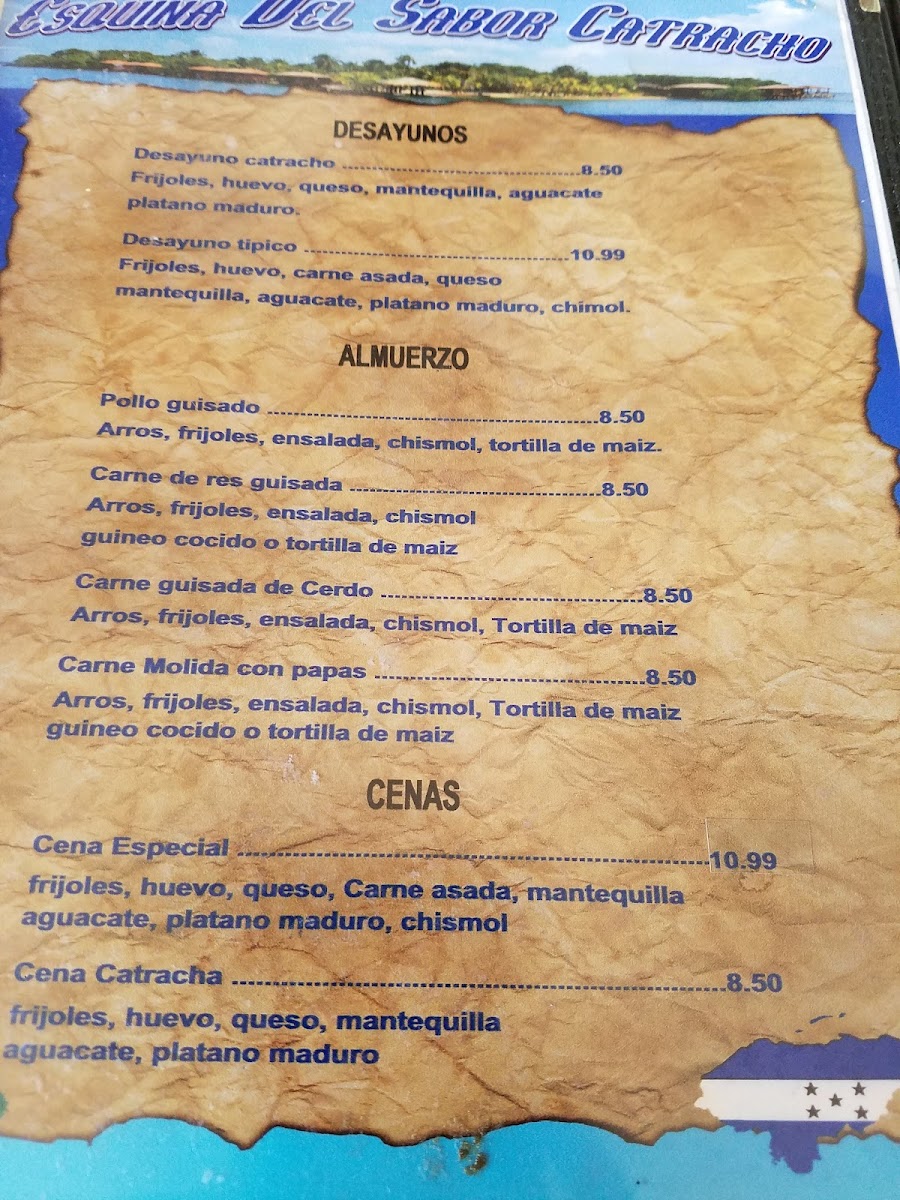 Esquina Del Sabor Catracho
DESAYUNOS
Desayuno catracho ........................................8.50
Frijoles, huevo, queso, mantequilla, aguacate
platano maduro.
Desayuno tipico ............................................10.99
Frijoles, huevo, carne asada, queso
mantequilla, aguacate, platano maduro, chimol.
ALMUERZO
Pollo guisado .......................................................8.50
Arros, frijoles, ensalada, chismol, tortilla de maiz.
Carne de res guisada ..........................................8.50
Arros, frijoles, ensalada, chismol
guineo cocido o tortilla de maiz
Carne guisada de Cerdo ..........................................8.50
Arros, frijoles, ensalada, chismol, Tortilla de maiz
Carne Molida con papas ...........................................8.50
Arros, frijoles, ensalada, chismol, Tortilla de maiz
guineo cocido o tortilla de maiz
CENAS
Cena Especial ......................................................................10.99
frijoles, huevo, queso, Carne asada, mantequilla
aguacate, platano maduro, chismol
Cena Catracha .......................................................................8.50
frijoles, huevo, queso, mantequilla
aguacate, platano maduro